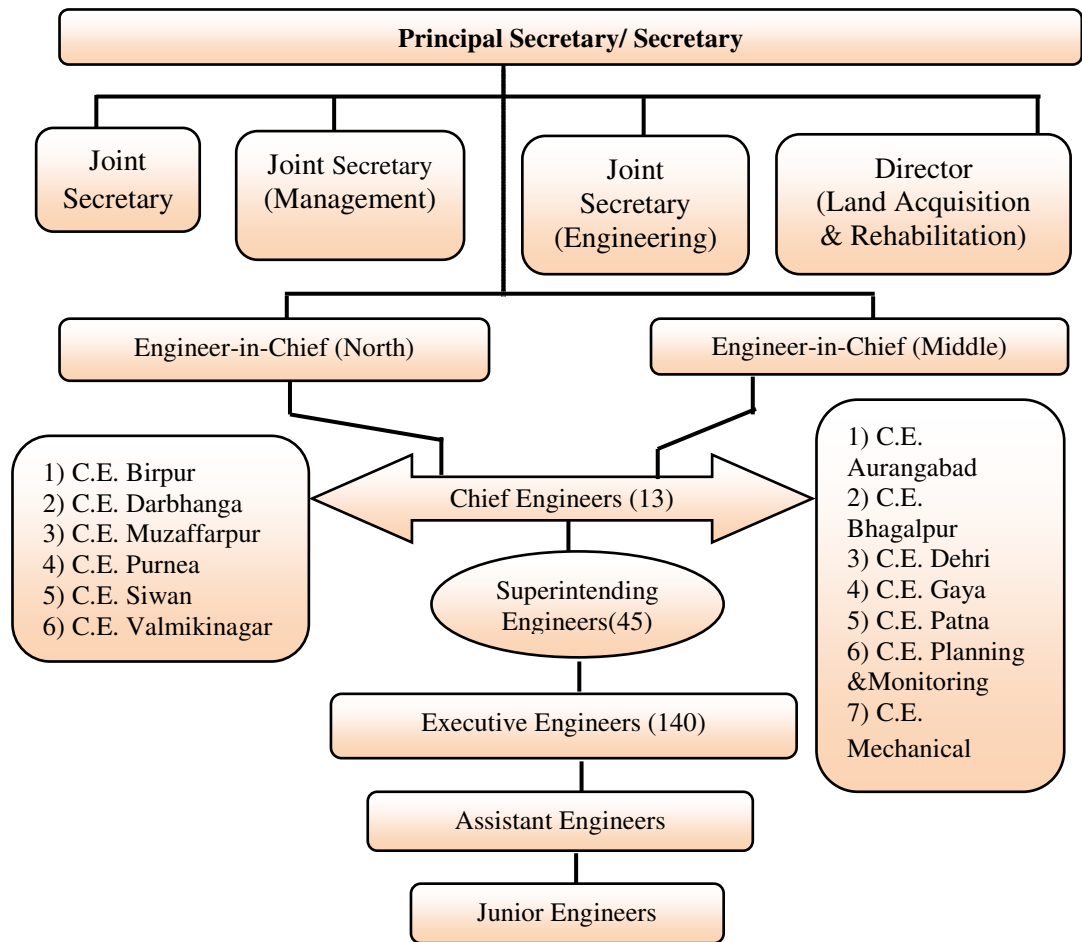 Principal Secretary/ Secretary
Joint
Secretary
Joint Secretary
(Management)
Joint
Secretary
(Engineering)
Director
(Land Acquisition
& Rehabilitation)
Engineer-in-Chief (North)
Engineer-in-Chief (Middle)
1) C.E. Birpur
2) C.E. Darbhanga
3) C.E. Muzaffarpur
4) C.E. Purnea
5) C.E. Siwan
6) C.E. Valmikinagar
Chief Engineers (13)
1) C.E.
Aurangabad
2) C.E.
Bhagalpur
3) C.E. Dehri
4) C.E. Gaya
5) C.E. Patna
6) C.E. Planning
&Monitoring
7) C.E.
Mechanical
Superintending
Engineers(45)
Executive Engineers (140)
Assistant Engineers
Junior Engineers